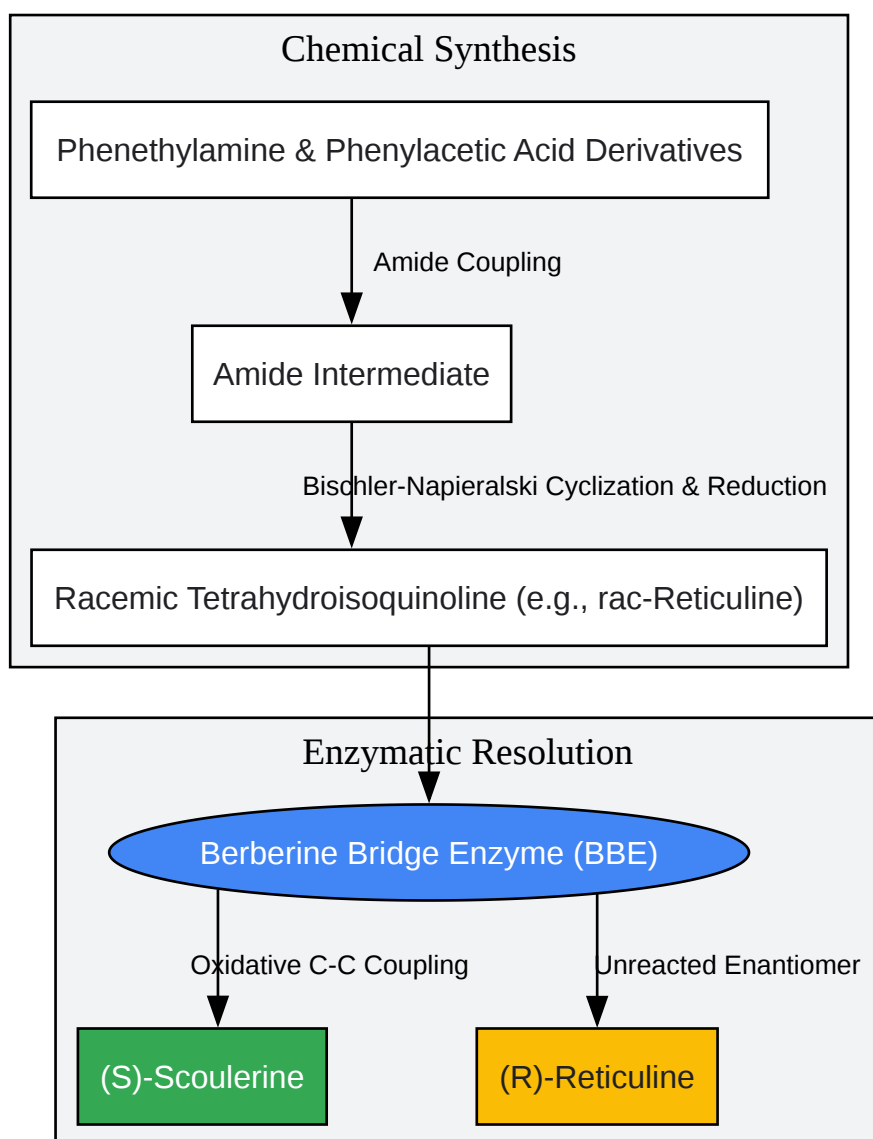 Chemical Synthesis
Phenethylamine & Phenylacetic Acid Derivatives
Amide Coupling
Amide Intermediate
Bischler-Napieralski Cyclization & Reduction
Racemic Tetrahydroisoquinoline (e.g., rac-Reticuline)
Enzymatic Resolution
Berberine Bridge Enzyme (BBE)
Oxidative C-C Coupling
Unreacted Enantiomer
(S)-Scoulerine
(R)-Reticuline